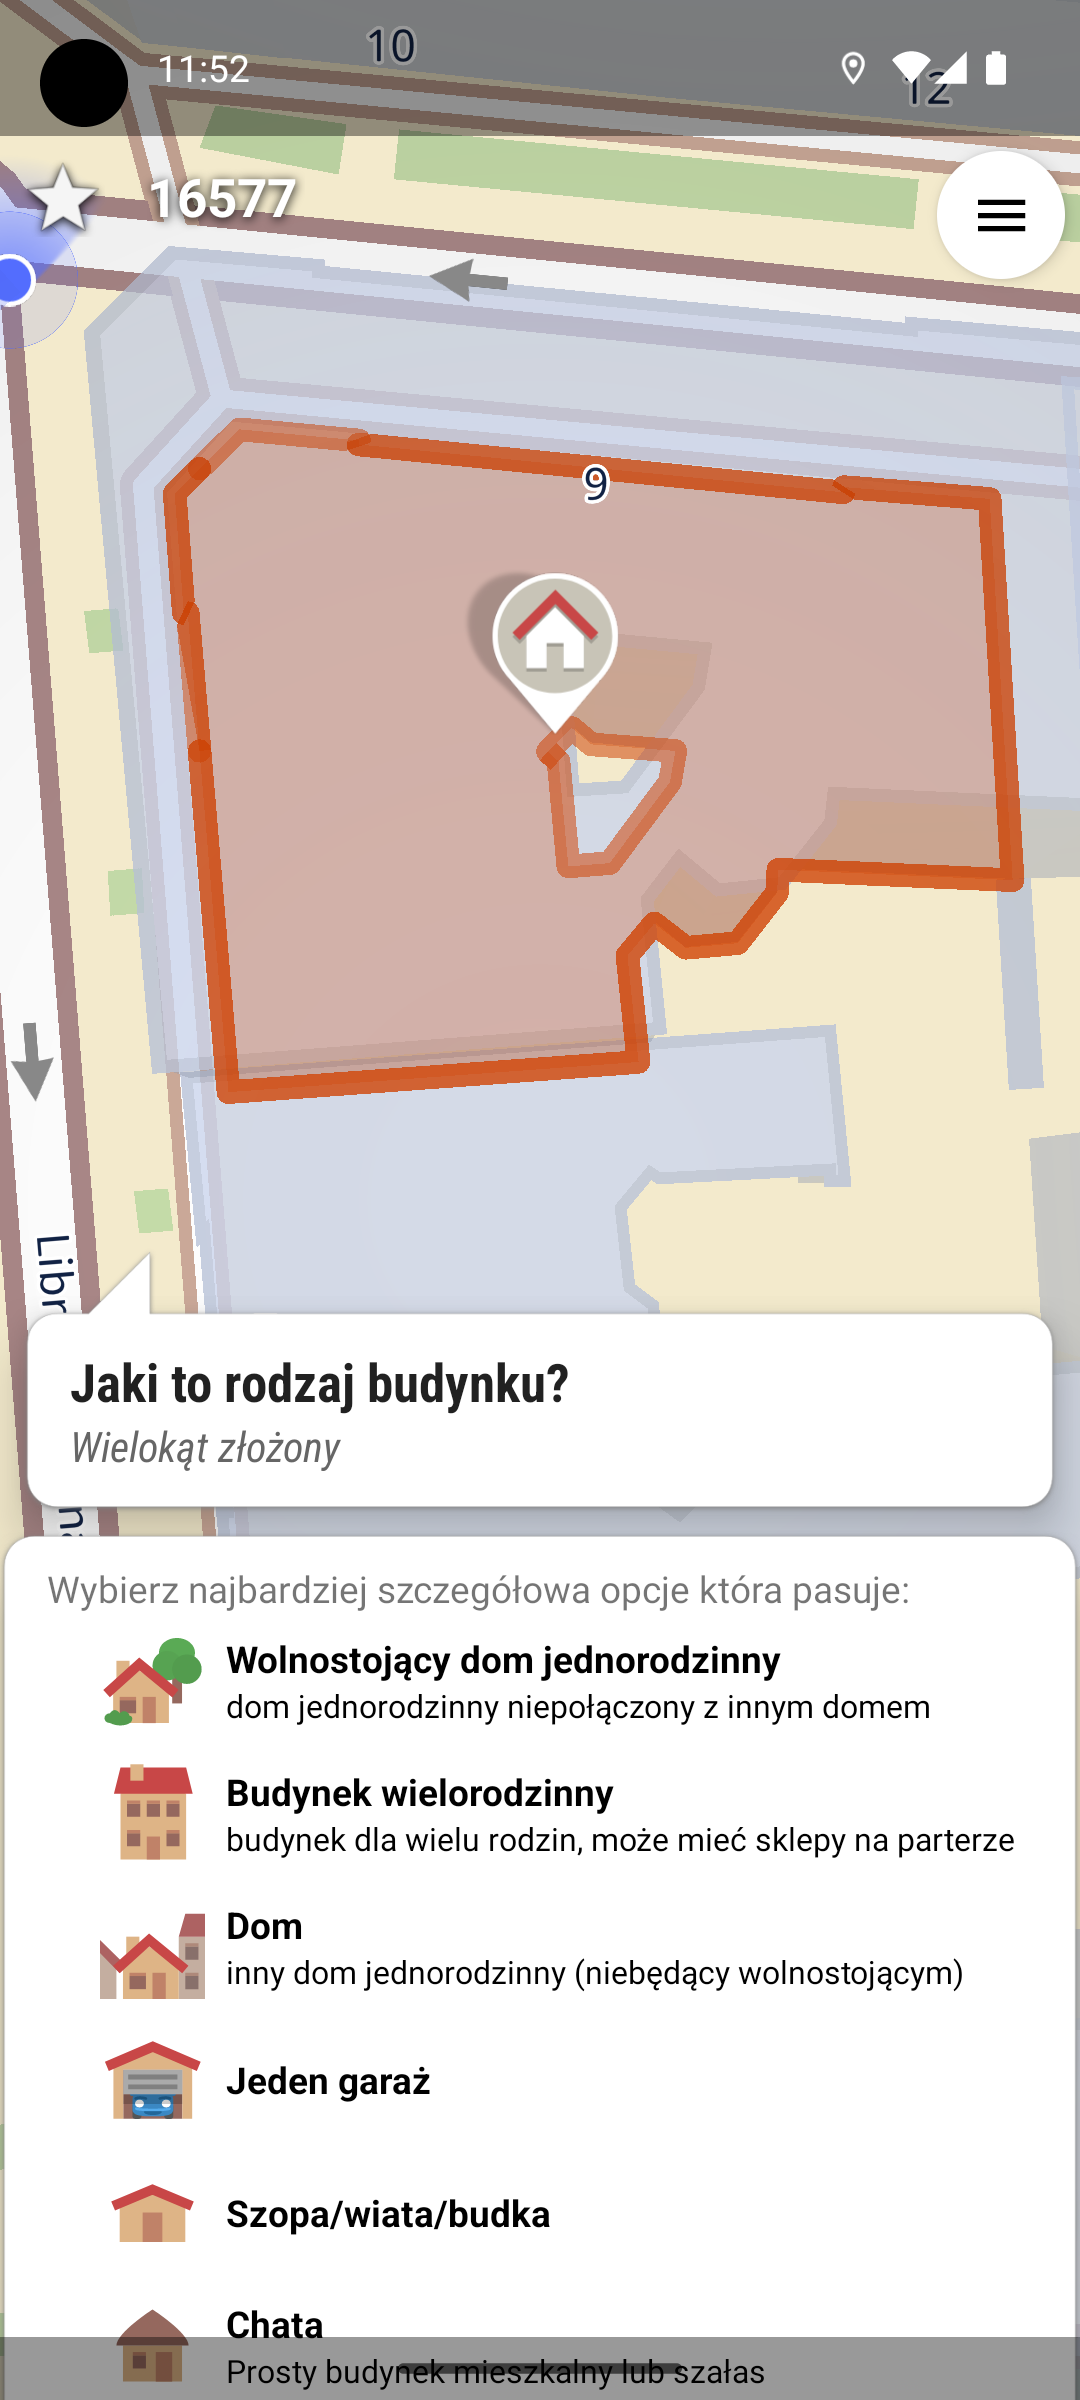 10
11:52
12
16577
9
Libr
Jaki to rodzaj budynku?
Wielokąt złożony
na
Wybierz najbardziej szczegółowa opcje która pasuje:
Wolnostojący dom jednorodzinny
dom jednorodzinny niepołączony z innym domem
Budynek wielorodzinny
budynek dla wielu rodzin, może mieć sklepy na parterze
Dom
inny dom jednorodzinny (niebędący wolnostojącym)
Jeden garaż
Szopa/wiata/budka
Chata
Prosty budynek mieszkalny lub szałas